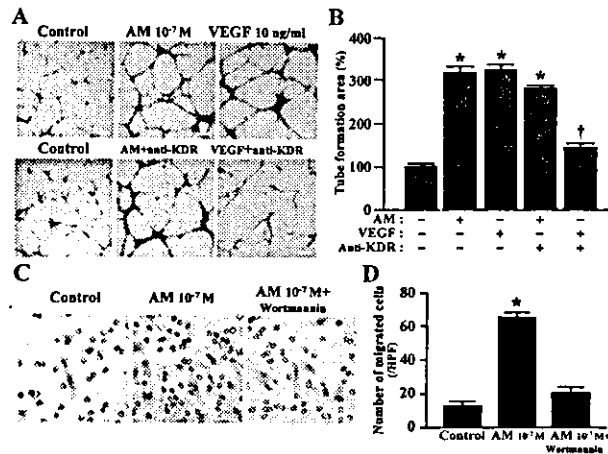 A
Control AM 10-7 M VEGF 10 ng/ml
Control AM+anti-KDR VEGF+anti-KDR
B
Tube formation area (%)
400
300
200
100
0
* * * †
AM : - + - + -
VEGF : - - + - +
Anti-KDR : - - - + +
C
Control AM 10-7 M AM 10-7 M+
Wortmannin
D
Number of migrated cells
(/HPF)
80
60
40
20
0
*
Control AM 10-7 M AM 10-7 M+
Wortmannin